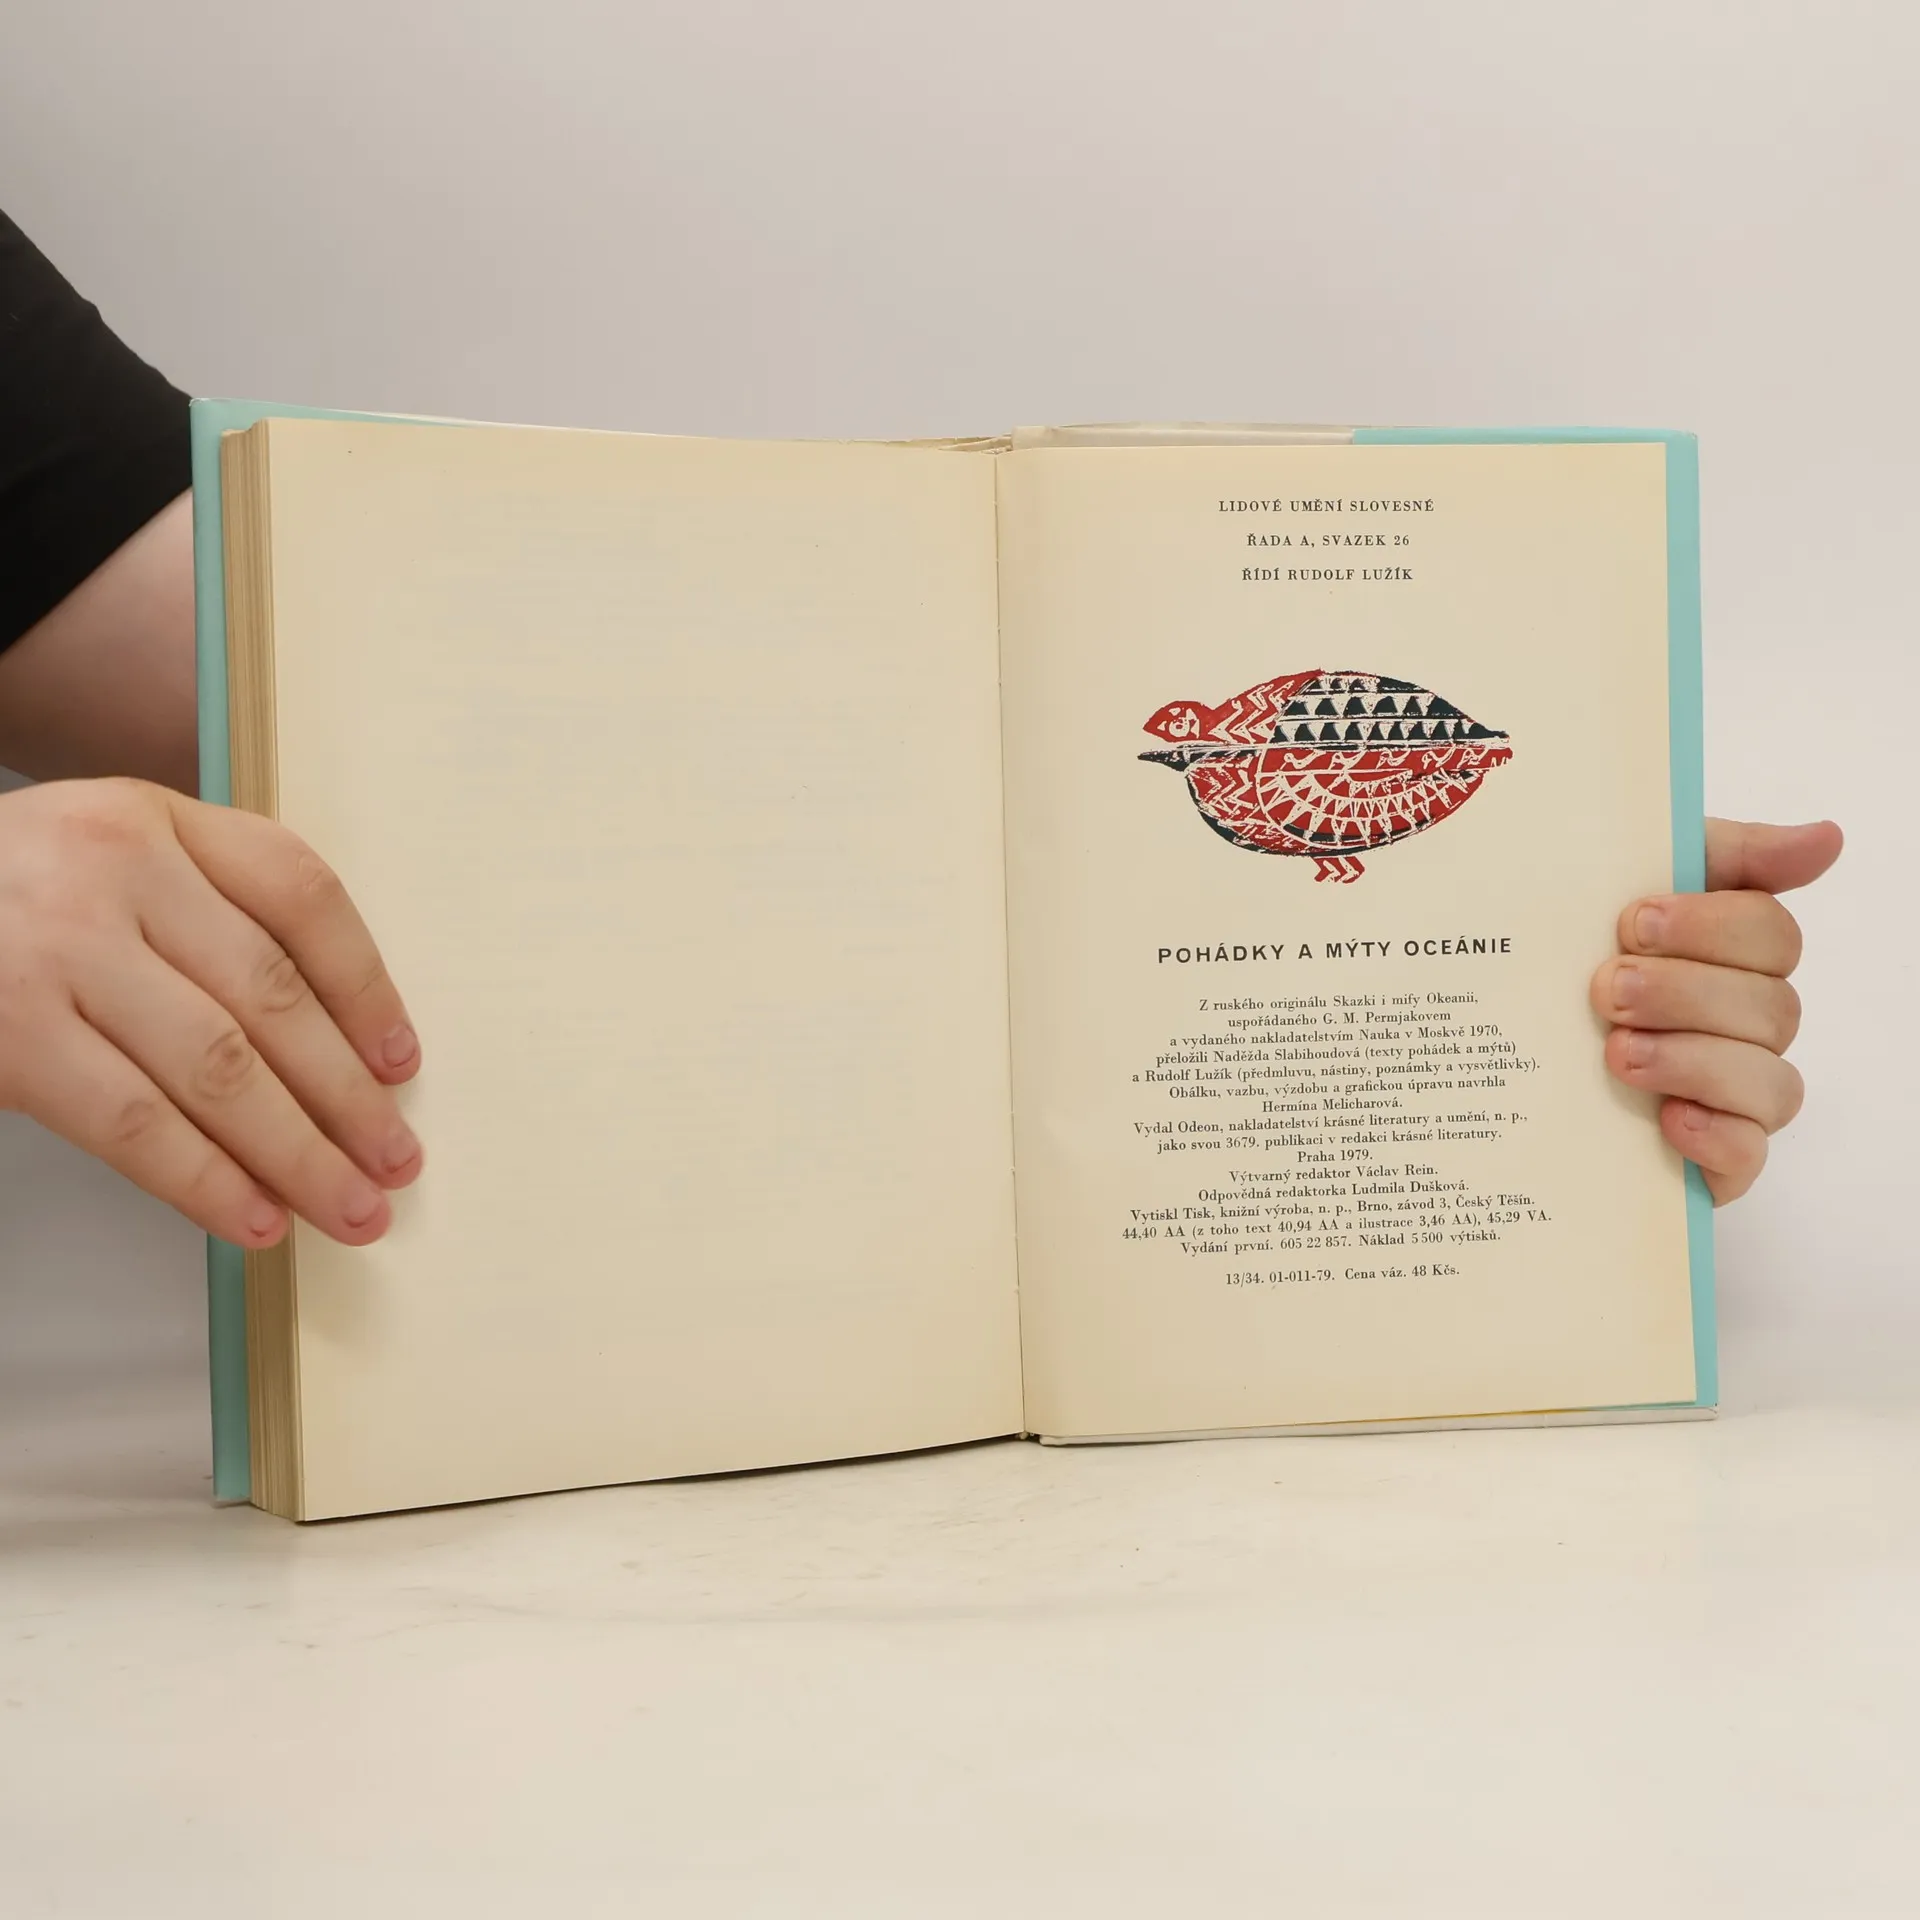 LIDOVÉ UMĚNÍ SLOVESNÉ
ŘADA A, SVAZEK 26
ŘÍDÍ RUDOLF LUŽÍK
POHÁDKY A MÝTY OCEÁNIE
Z ruského originálu Skazki i mify Okeanii,
uspořádaného G. M. Permjakovem
a vydaného nakladatelstvím Nauka v Moskvě 1970,
přeložili Naděžda Slabihoudová (texty pohádek a mýtů)
a Rudolf Lužík (předmluvu, nástiny, poznámky a vysvětlivky).
Obálku, vazbu, výzdobu a grafickou úpravu navrhla
Hermína Melicharová.
Vydal Odeon, nakladatelství krásné literatury a umění, n. p.,
jako svou 3679. publikaci v redakci krásné literatury.
Praha 1979.
Výtvarný redaktor Václav Rein.
Odpovědná redaktorka Ludmila Dušková.
Vytiskl Tisk, knižní výroba, n. p., Brno, závod 3, Český Těšín.
44,40 AA (z toho text 40,94 AA a ilustrace 3,46 AA), 45,29 VA.
Vydání první. 605 22 857. Náklad 5 500 výtisků.
13/34. 01-011-79. Cena váz. 48 Kčs.